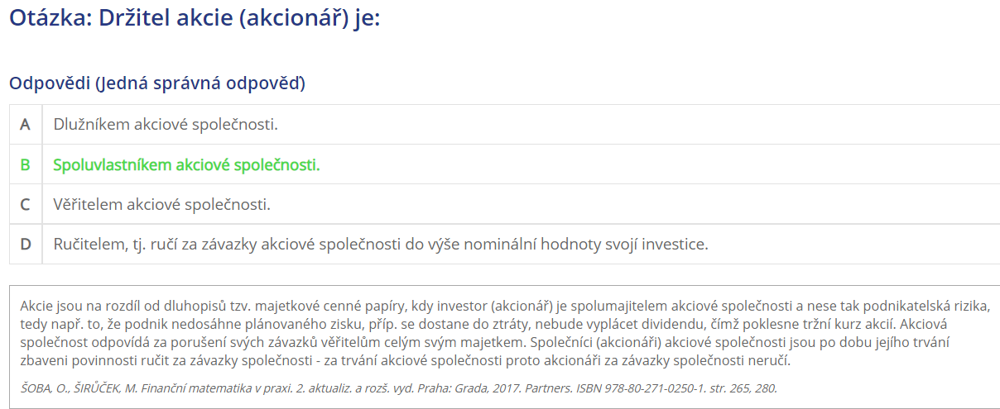 Otázka: Držitel akcie (akcionář) je:
Odpovědi (Jedná správná odpověď)
A Dlužníkem akciové společnosti.
B Spoluvlastníkem akciové společnosti.
C Věřitelem akciové společnosti.
D Ručitelem, tj. ručí za závazky akciové společnosti do výše nominální hodnoty svojí investice.
Akcie jsou na rozdíl od dluhopisů tzv. majetkové cenné papíry, kdy investor (akcionář) je spolumajitelem akciové společnosti a nese tak podnikatelská rizika,
tedy např. to, že podnik nedosáhne plánovaného zisku, příp. se dostane do ztráty, nebude vyplácet dividendu, čímž poklesne tržní kurz akcií. Akciová
společnost odpovídá za porušení svých závazků věřitelům celým svým majetkem. Společníci (akcionáři) akciové společnosti jsou po dobu jejího trvání
zbaveni povinnosti ručit za závazky společnosti - za trvání akciové společnosti proto akcionáři za závazky společnosti neručí.
ŠOBA, O., ŠIRŮČEK, M. Finanční matematika v praxi. 2. aktualiz. a rozš. vyd. Praha: Grada, 2017. Partners. ISBN 978-80-271-0250-1. str. 265, 280.